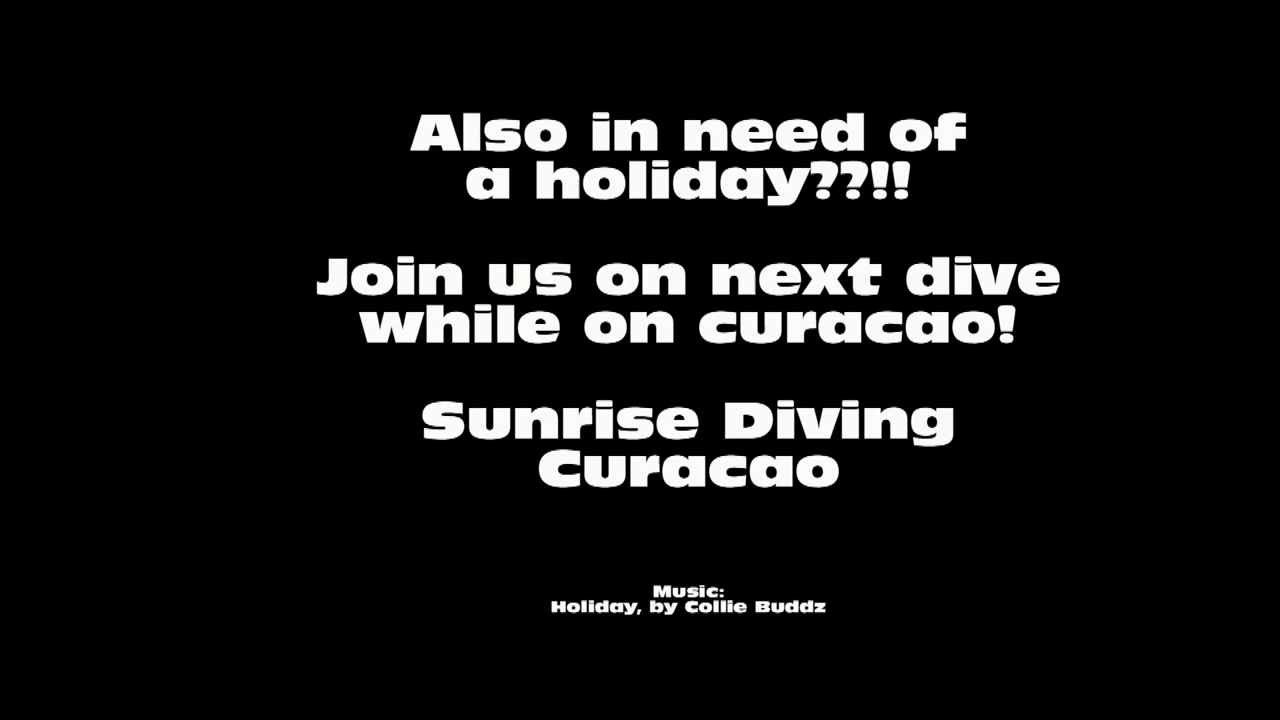 Also in need of
a holiday??!!
Join us on next dive
while on curacao!
Sunrise Diving
Curacao
Music:
Holiday, by Collie Buddz